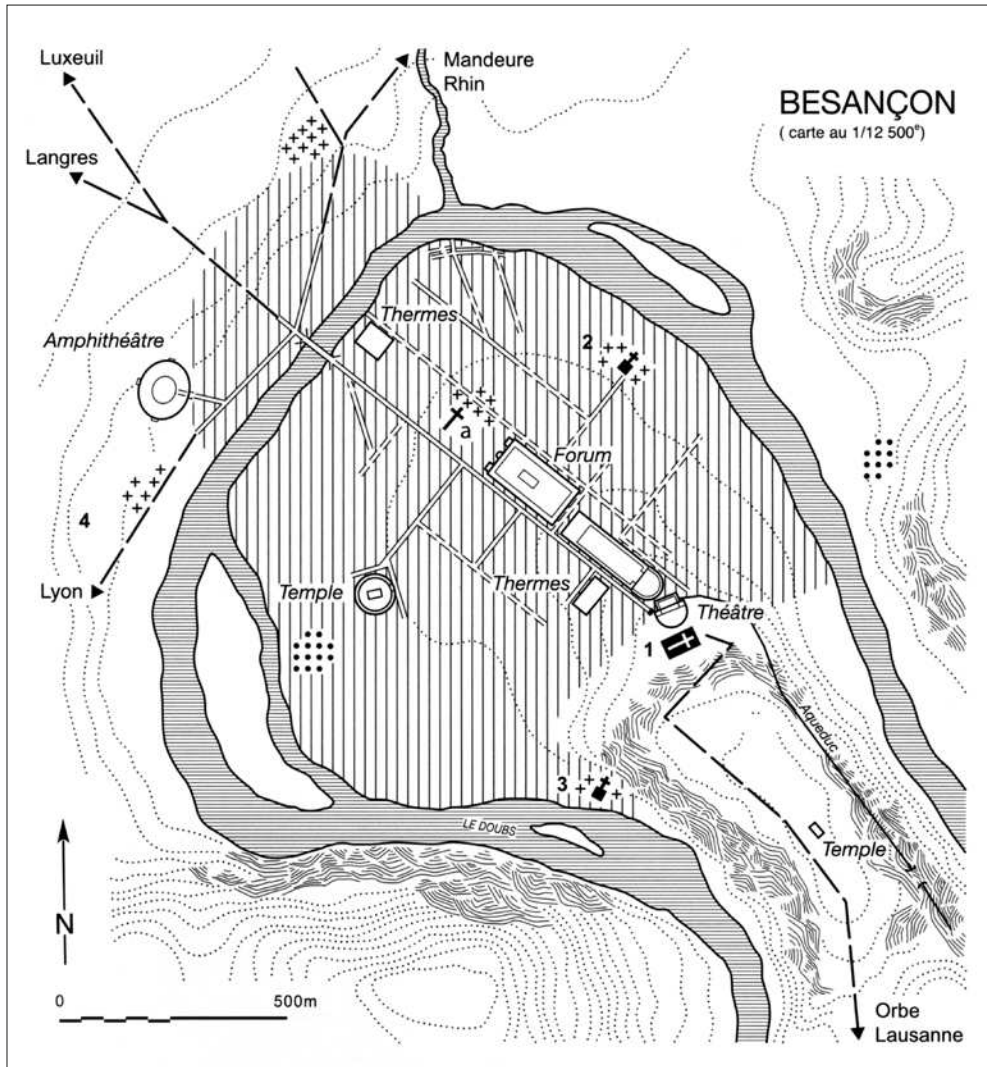 Luxeuil
Mandeure
Rhin
BESANÇON
( carte au 1/12 500e)
Langres
Thermes
Amphithéâtre
2
a
Forum
4
Lyon
Temple
Thermes
Théâtre
1
Aqueduc
3
LE DOUBS
Temple
N
0 500m
Orbe
Lausanne